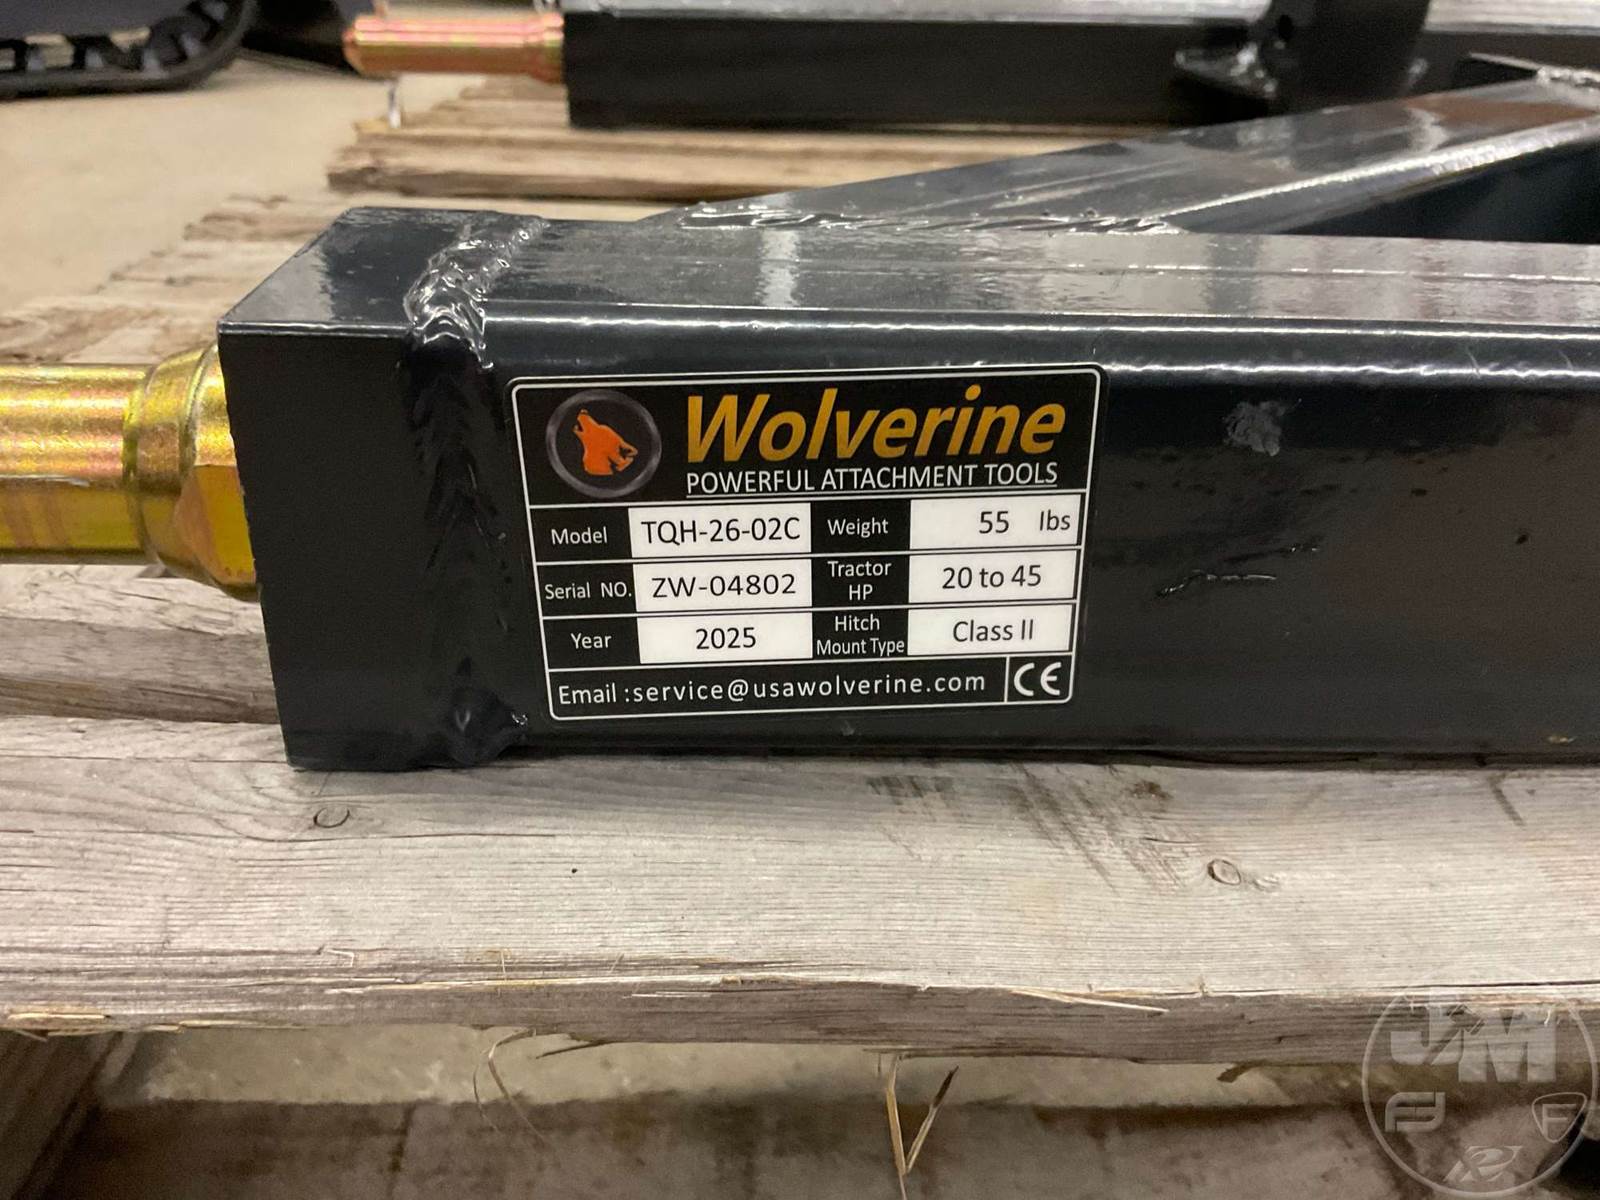 Wolverine
POWERFUL ATTACHMENT TOOLS
Model TQH-26-02C Weight 55 lbs
Serial NO. ZW-04802 Tractor HP 20 to 45
Year 2025 Hitch Mount Type Class II
Email :service@usawolverine.com CE
JM